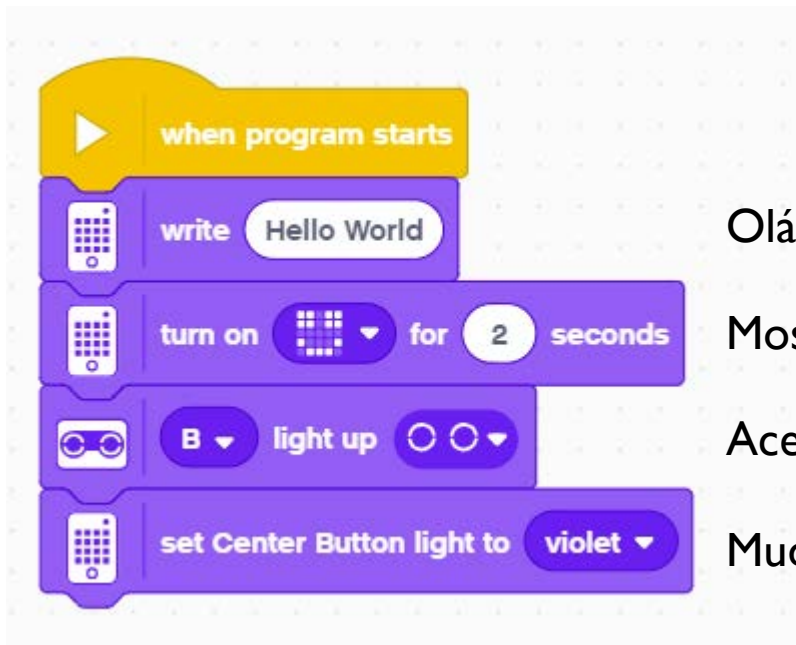 when program starts
write Hello World Olá
turn on for 2 seconds
B light up
set Center Button light to violet